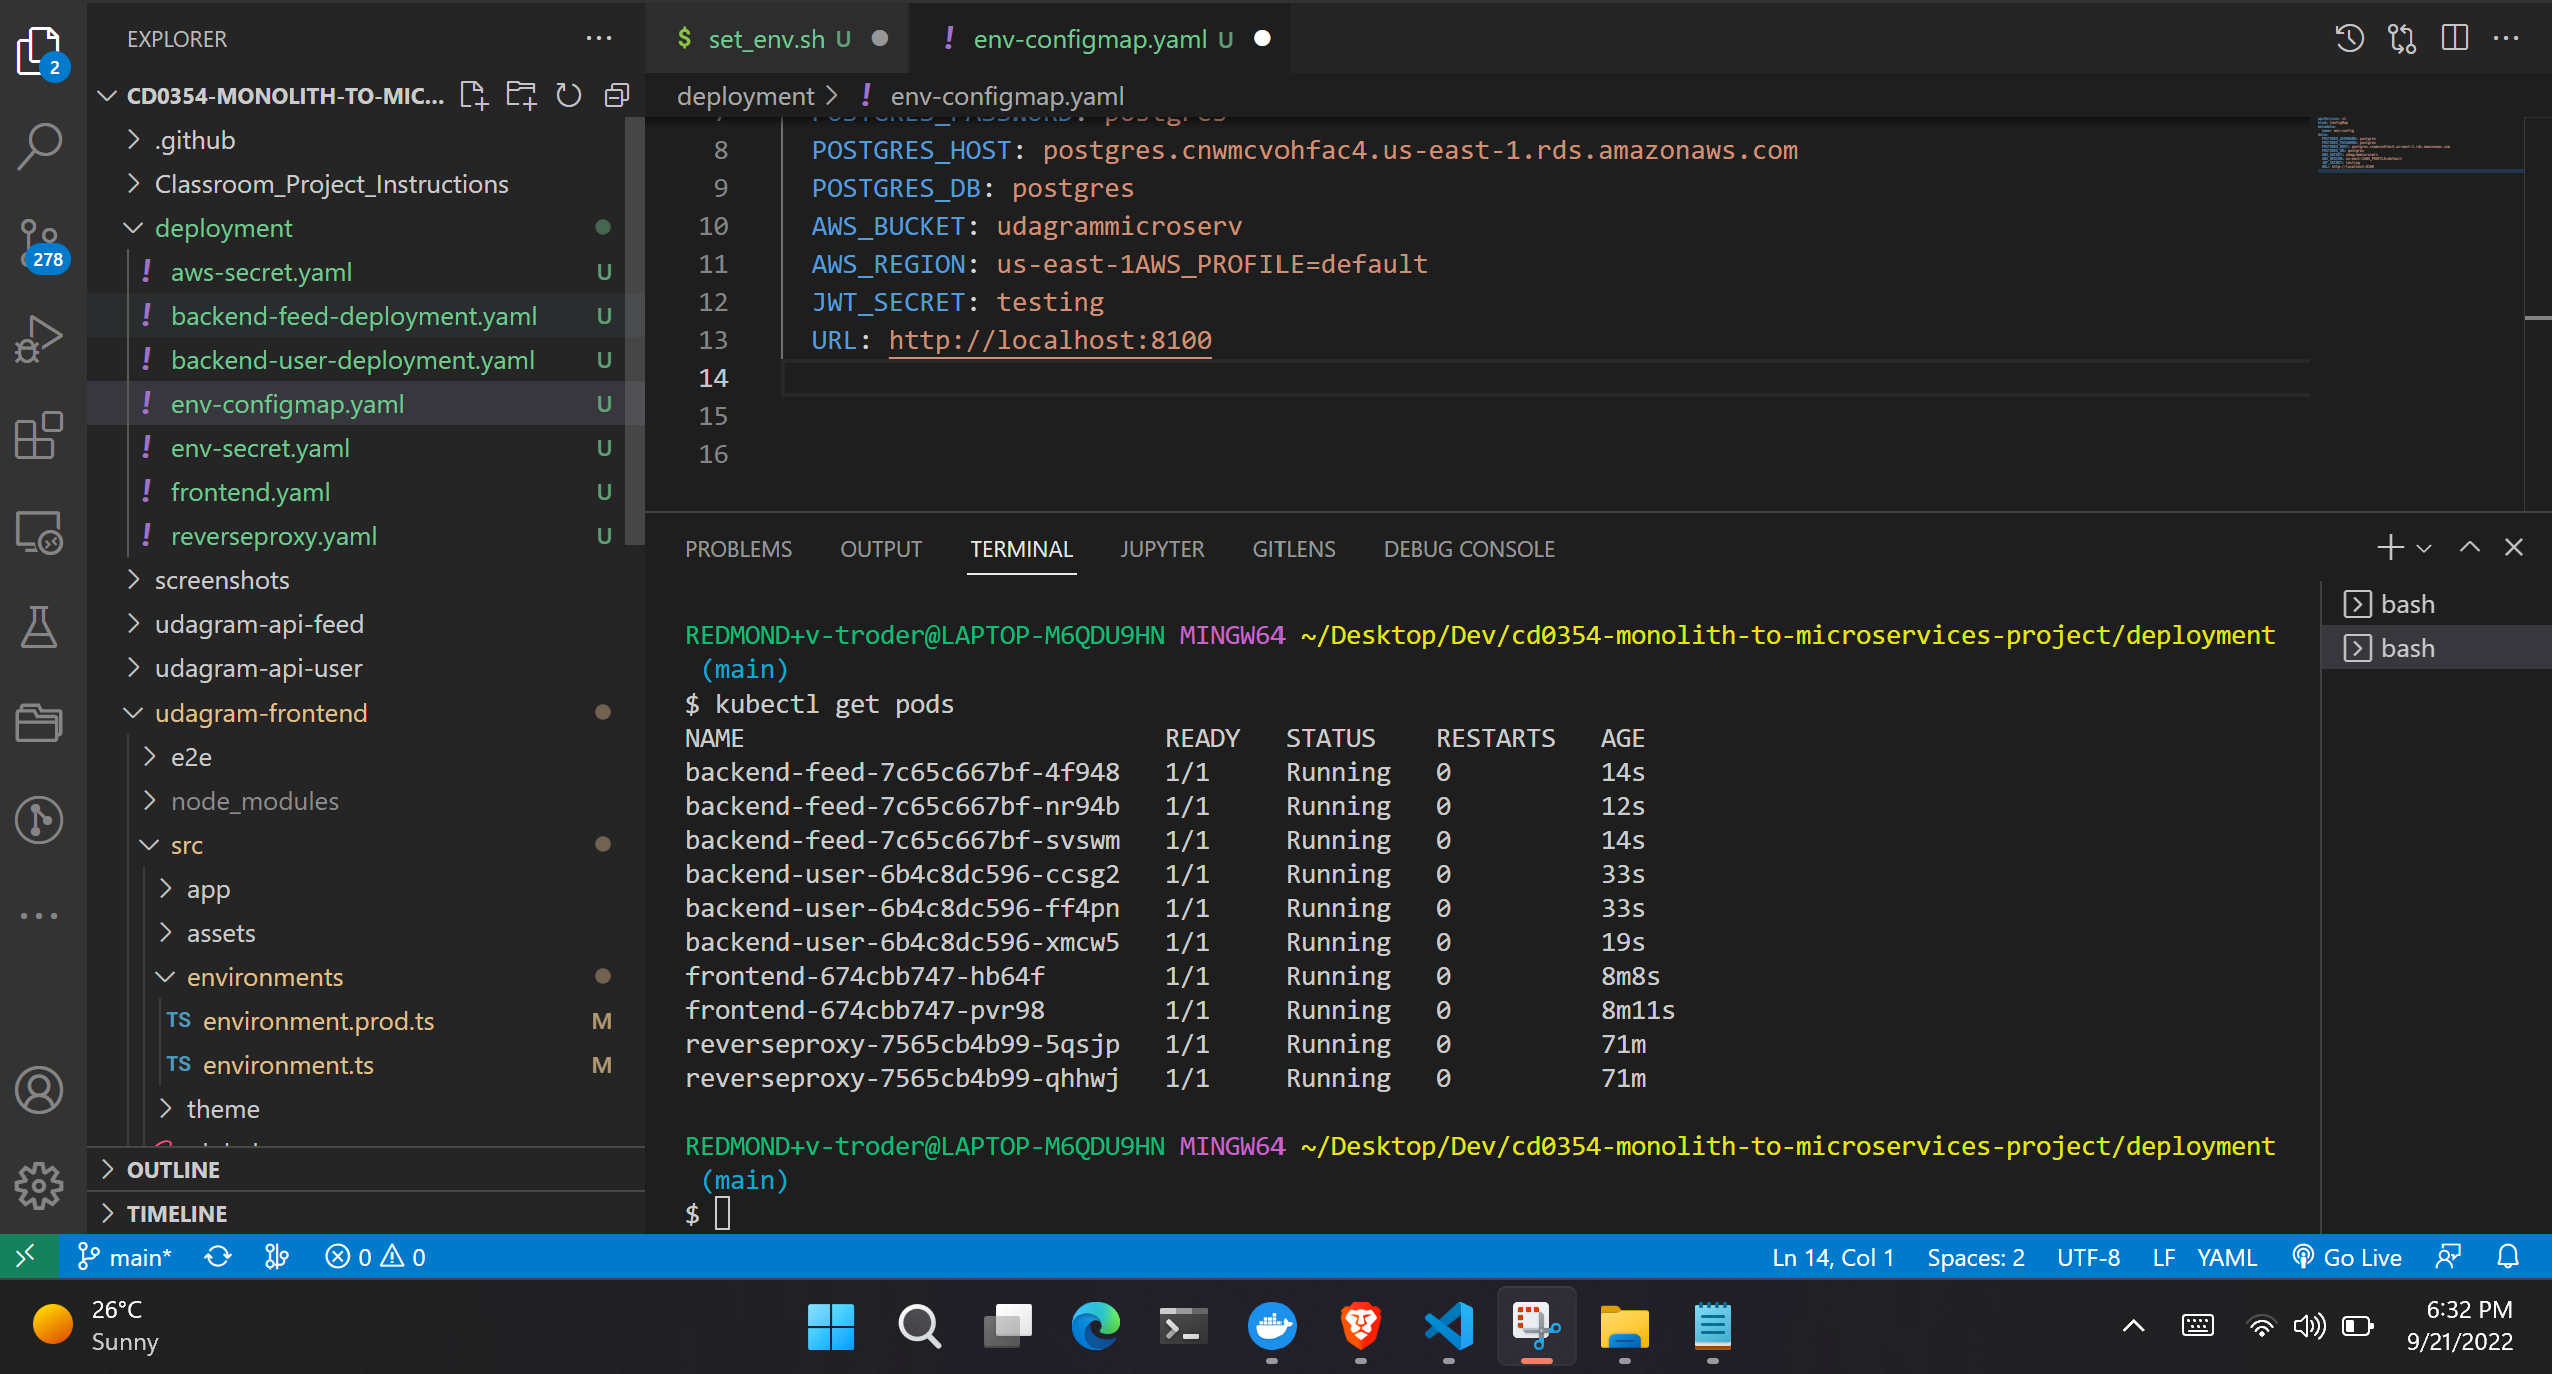 EXPLORER
2
CD0354-MONOLITH-TO-MIC...
.github
Classroom_Project_Instructions
deployment
278
aws-secret.yaml U
backend-feed-deployment.yaml U
backend-user-deployment.yaml U
env-configmap.yaml U
env-secret.yaml U
frontend.yaml U
reverseproxy.yaml U
screenshots
udagram-api-feed
udagram-api-user
udagram-frontend
e2e
node_modules
src
app
assets
environments
TS environment.prod.ts M
TS environment.ts M
theme
OUTLINE
TIMELINE
$ set_env.sh U
! env-configmap.yaml U
deployment > ! env-configmap.yaml
7 POSTGRES_PASSWORD: postgres
8 POSTGRES_HOST: postgres.cnwmcvohfac4.us-east-1.rds.amazonaws.com
9 POSTGRES_DB: postgres
10 AWS_BUCKET: udagrammicroserv
11 AWS_REGION: us-east-1AWS_PROFILE=default
12 JWT_SECRET: testing
13 URL: http://localhost:8100
14
15
16
PROBLEMS OUTPUT TERMINAL JUPYTER GITLENS DEBUG CONSOLE
bash
bash
REDMOND+v-troder@LAPTOP-M6QDU9HN MINGW64 ~/Desktop/Dev/cd0354-monolith-to-microservices-project/deployment
(main)
$ kubectl get pods
NAME READY STATUS RESTARTS AGE
backend-feed-7c65c667bf-4f948 1/1 Running 0 14s
backend-feed-7c65c667bf-nr94b 1/1 Running 0 12s
backend-feed-7c65c667bf-svswm 1/1 Running 0 14s
backend-user-6b4c8dc596-ccsg2 1/1 Running 0 33s
backend-user-6b4c8dc596-ff4pn 1/1 Running 0 33s
backend-user-6b4c8dc596-xmcw5 1/1 Running 0 19s
frontend-674cbb747-hb64f 1/1 Running 0 8m8s
frontend-674cbb747-pvr98 1/1 Running 0 8m11s
reverseproxy-7565cb4b99-5qsjp 1/1 Running 0 71m
reverseproxy-7565cb4b99-qhhwj 1/1 Running 0 71m
REDMOND+v-troder@LAPTOP-M6QDU9HN MINGW64 ~/Desktop/Dev/cd0354-monolith-to-microservices-project/deployment
(main)
$
main* 0 0 Ln 14, Col 1 Spaces: 2 UTF-8 LF YAML Go Live
26°C
Sunny
6:32 PM
9/21/2022